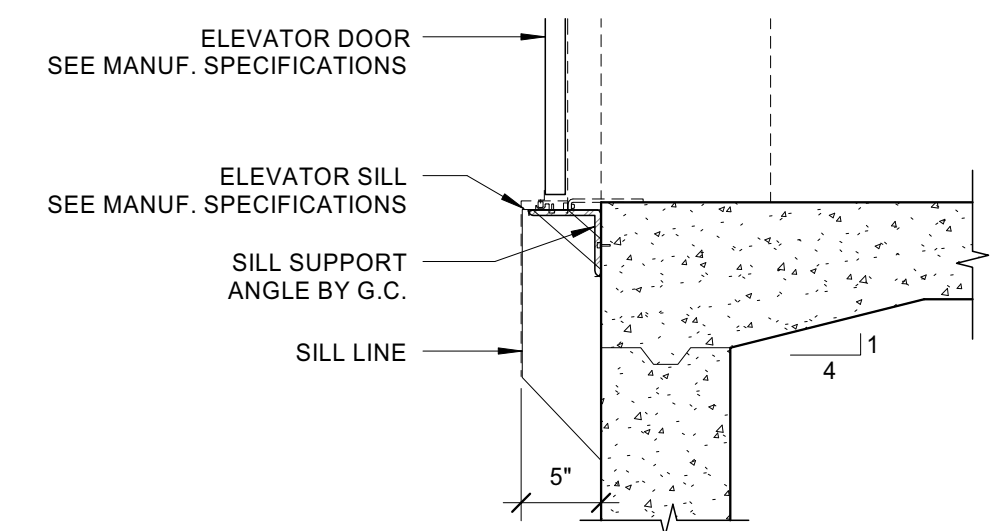 ELEVATOR DOOR
SEE MANUF. SPECIFICATIONS
ELEVATOR SILL
SEE MANUF. SPECIFICATIONS
SILL SUPPORT
ANGLE BY G.C.
SILL LINE
1
4
5"